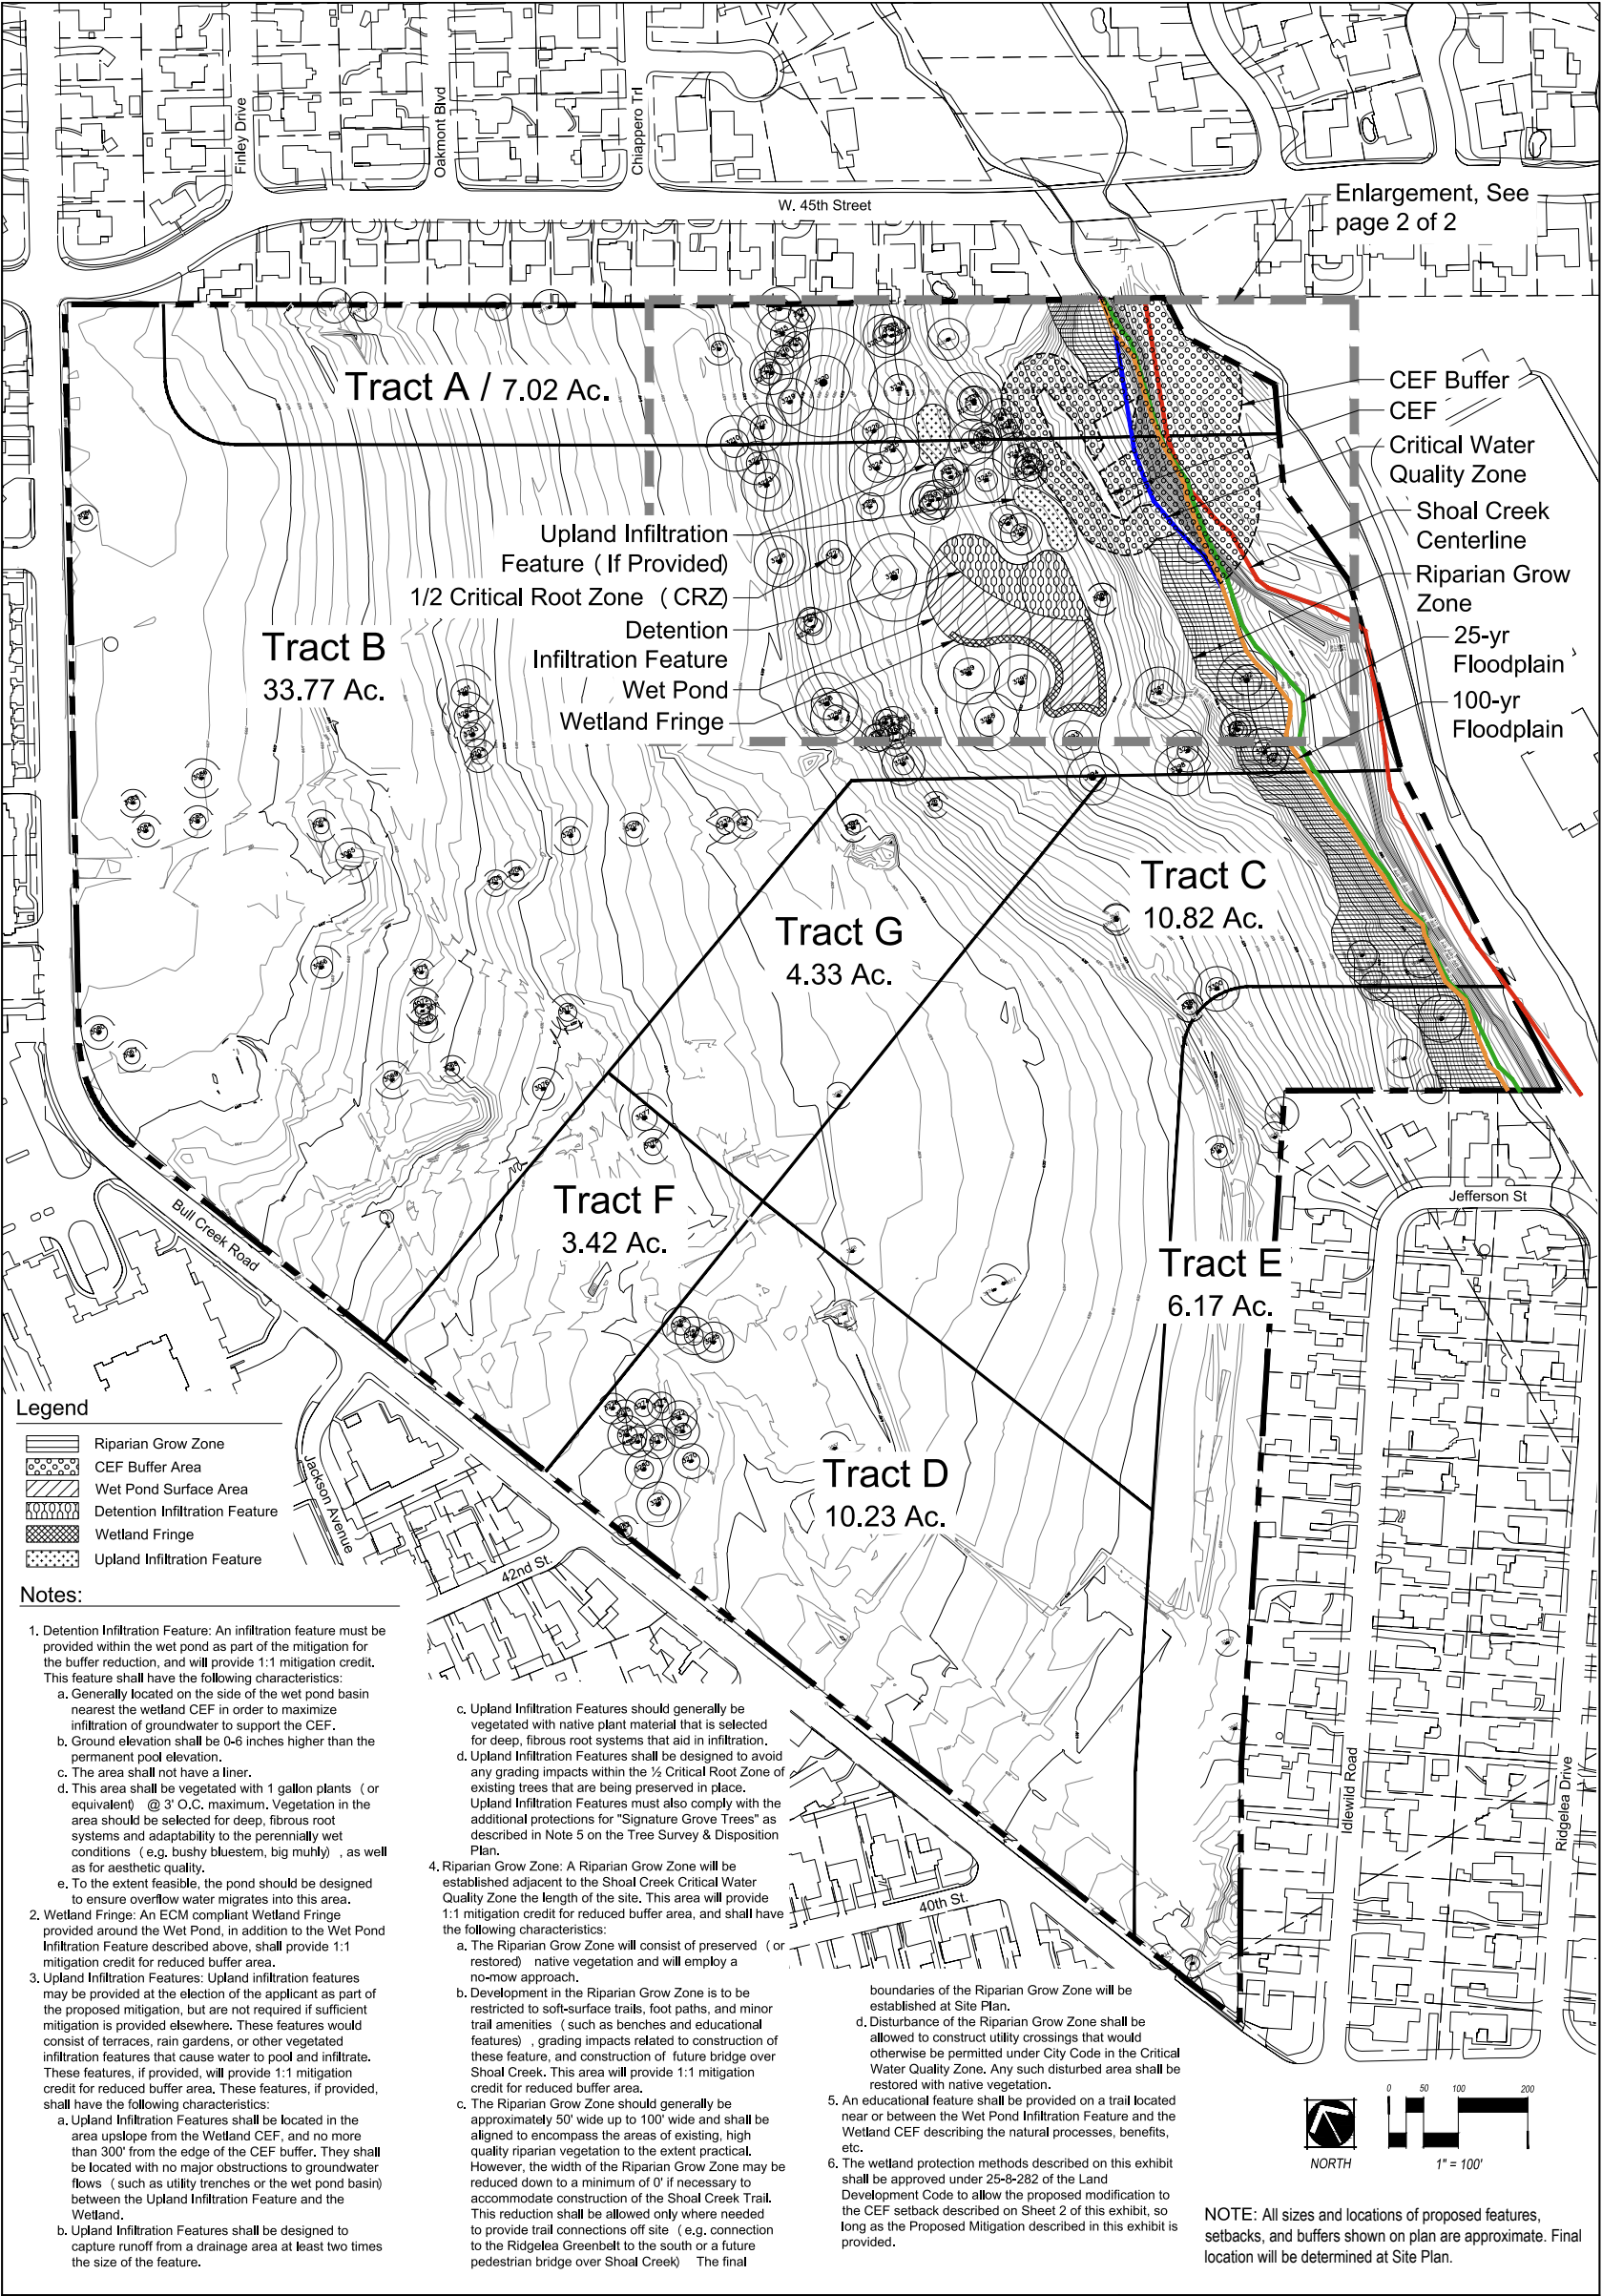 Finley Drive
Oakmont Blvd
Chiappero Trl
W. 45th Street
Enlargement, See
page 2 of 2
Tract A / 7.02 Ac.
CEF Buffer
CEF
Critical Water
Quality Zone
Shoal Creek
Centerline
Riparian Grow
Zone
25-yr
Floodplain
100-yr
Floodplain
Upland Infiltration
Feature (If Provided)
1/2 Critical Root Zone (CRZ)
Detention
Infiltration Feature
Wet Pond
Wetland Fringe
Tract B
33.77 Ac.
Tract C
10.82 Ac.
Tract G
4.33 Ac.
Tract F
3.42 Ac.
Tract E
6.17 Ac.
Tract D
10.23 Ac.
Jefferson St
Bull Creek Road
Jackson Avenue
42nd St.
40th St.
Idlewild Road
Ridgelea Drive
Legend
Riparian Grow Zone
CEF Buffer Area
Wet Pond Surface Area
Detention Infiltration Feature
Wetland Fringe
Upland Infiltration Feature
Notes:
1. Detention Infiltration Feature: An infiltration feature must be
provided within the wet pond as part of the mitigation for
the buffer reduction, and will provide 1:1 mitigation credit.
This feature shall have the following characteristics:
a. Generally located on the side of the wet pond basin
nearest the wetland CEF in order to maximize
infiltration of groundwater to support the CEF.
b. Ground elevation shall be 0-6 inches higher than the
permanent pool elevation.
c. The area shall not have a liner.
d. This area shall be vegetated with 1 gallon plants (or
equivalent) @ 3' O.C. maximum. Vegetation in the
area should be selected for deep, fibrous root
systems and adaptability to the perennially wet
conditions (e.g. bushy bluestem, big muhly) , as well
as for aesthetic quality.
e. To the extent feasible, the pond should be designed
to ensure overflow water migrates into this area.
2. Wetland Fringe: An ECM compliant Wetland Fringe
provided around the Wet Pond, in addition to the Wet Pond
Infiltration Feature described above, shall provide 1:1
mitigation credit for reduced buffer area.
3. Upland Infiltration Features: Upland infiltration features
may be provided at the election of the applicant as part of
the proposed mitigation, but are not required if sufficient
mitigation is provided elsewhere. These features would
consist of terraces, rain gardens, or other vegetated
infiltration features that cause water to pool and infiltrate.
These features, if provided, will provide 1:1 mitigation
credit for reduced buffer area. These features, if provided,
shall have the following characteristics:
a. Upland Infiltration Features shall be located in the
area upslope from the Wetland CEF, and no more
than 300' from the edge of the CEF buffer. They shall
be located with no major obstructions to groundwater
flows (such as utility trenches or the wet pond basin)
between the Upland Infiltration Feature and the
Wetland.
b. Upland Infiltration Features shall be designed to
capture runoff from a drainage area at least two times
the size of the feature.
c. Upland Infiltration Features should generally be
vegetated with native plant material that is selected
for deep, fibrous root systems that aid in infiltration.
d. Upland Infiltration Features shall be designed to avoid
any grading impacts within the ½ Critical Root Zone of
existing trees that are being preserved in place.
Upland Infiltration Features must also comply with the
additional protections for "Signature Grove Trees" as
described in Note 5 on the Tree Survey & Disposition
Plan.
4. Riparian Grow Zone: A Riparian Grow Zone will be
established adjacent to the Shoal Creek Critical Water
Quality Zone the length of the site. This area will provide
1:1 mitigation credit for reduced buffer area, and shall have
the following characteristics:
a. The Riparian Grow Zone will consist of preserved (or
restored) native vegetation and will employ a
no-mow approach.
b. Development in the Riparian Grow Zone is to be
restricted to soft-surface trails, foot paths, and minor
trail amenities (such as benches and educational
features) , grading impacts related to construction of
these feature, and construction of future bridge over
Shoal Creek. This area will provide 1:1 mitigation
credit for reduced buffer area.
c. The Riparian Grow Zone should generally be
approximately 50' wide up to 100' wide and shall be
aligned to encompass the areas of existing, high
quality riparian vegetation to the extent practical.
However, the width of the Riparian Grow Zone may be
reduced down to a minimum of 0' if necessary to
accommodate construction of the Shoal Creek Trail.
This reduction shall be allowed only where needed
to provide trail connections off site (e.g. connection
to the Ridgelea Greenbelt to the south or a future
pedestrian bridge over Shoal Creek) The final
boundaries of the Riparian Grow Zone will be
established at Site Plan.
d. Disturbance of the Riparian Grow Zone shall be
allowed to construct utility crossings that would
otherwise be permitted under City Code in the Critical
Water Quality Zone. Any such disturbed area shall be
restored with native vegetation.
5. An educational feature shall be provided on a trail located
near or between the Wet Pond Infiltration Feature and the
Wetland CEF describing the natural processes, benefits,
etc.
6. The wetland protection methods described on this exhibit
shall be approved under 25-8-282 of the Land
Development Code to allow the proposed modification to
the CEF setback described on Sheet 2 of this exhibit, so
long as the Proposed Mitigation described in this exhibit is
provided.
NORTH
0 50 100 200
1" = 100'
NOTE: All sizes and locations of proposed features,
setbacks, and buffers shown on plan are approximate. Final
location will be determined at Site Plan.